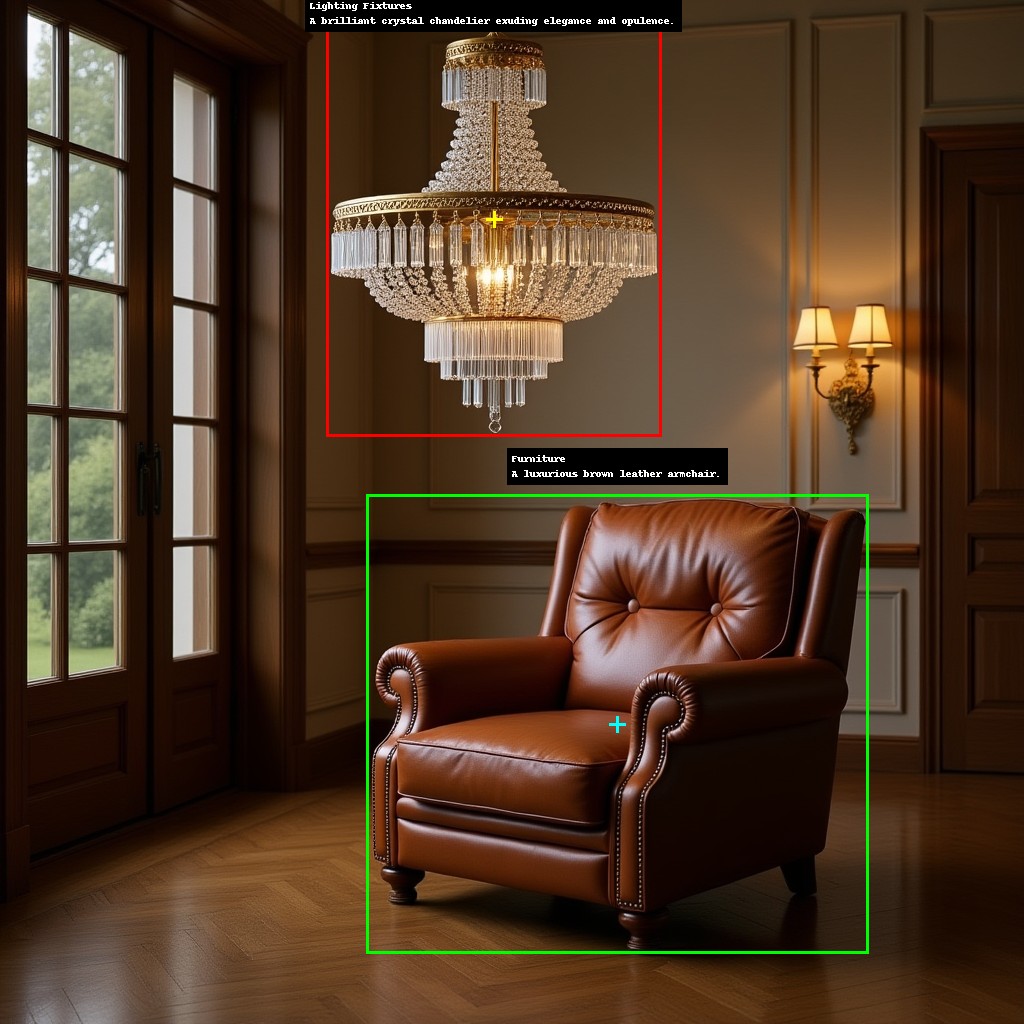 Lighting Fixtures
A brilliant crystal chandelier exuding elegance and opulence.
Furniture
A luxurious brown leather armchair.